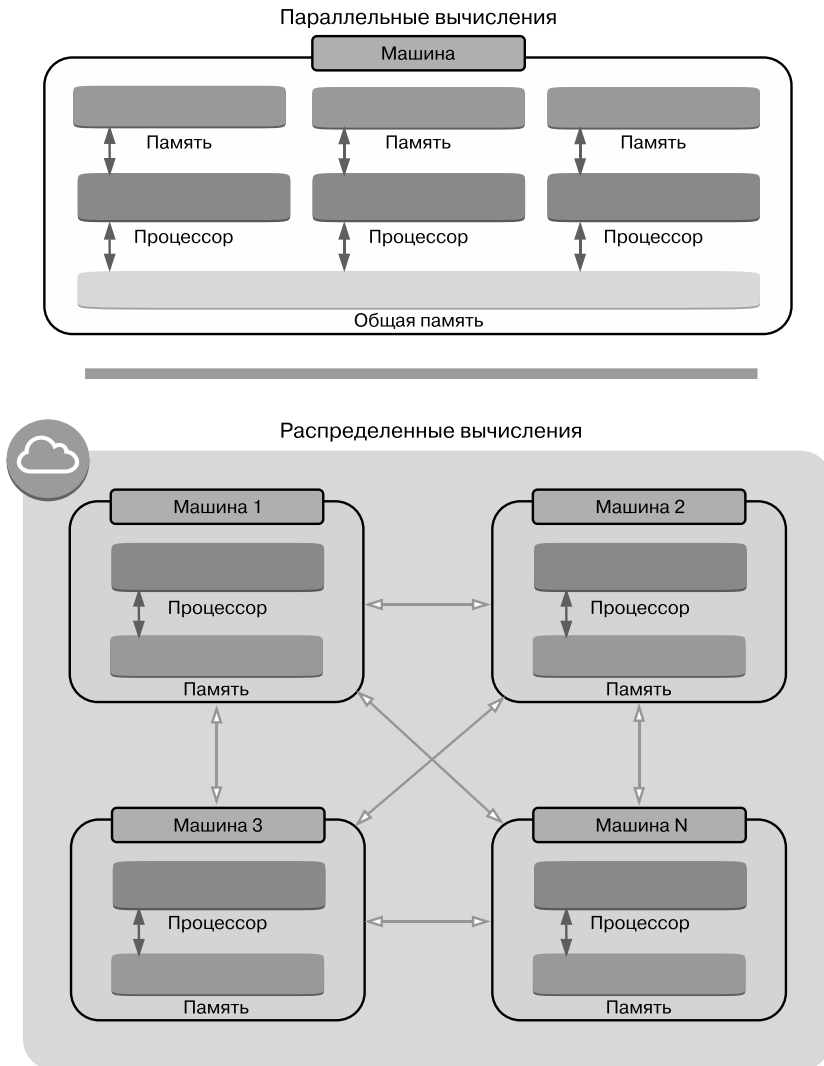 Параллельные вычисления
Машина
Память Память Память
Процессор Процессор Процессор
Общая память
Распределенные вычисления
Машина 1 Машина 2
Процессор Процессор
Память Память
Машина 3 Машина N
Процессор Процессор
Память Память